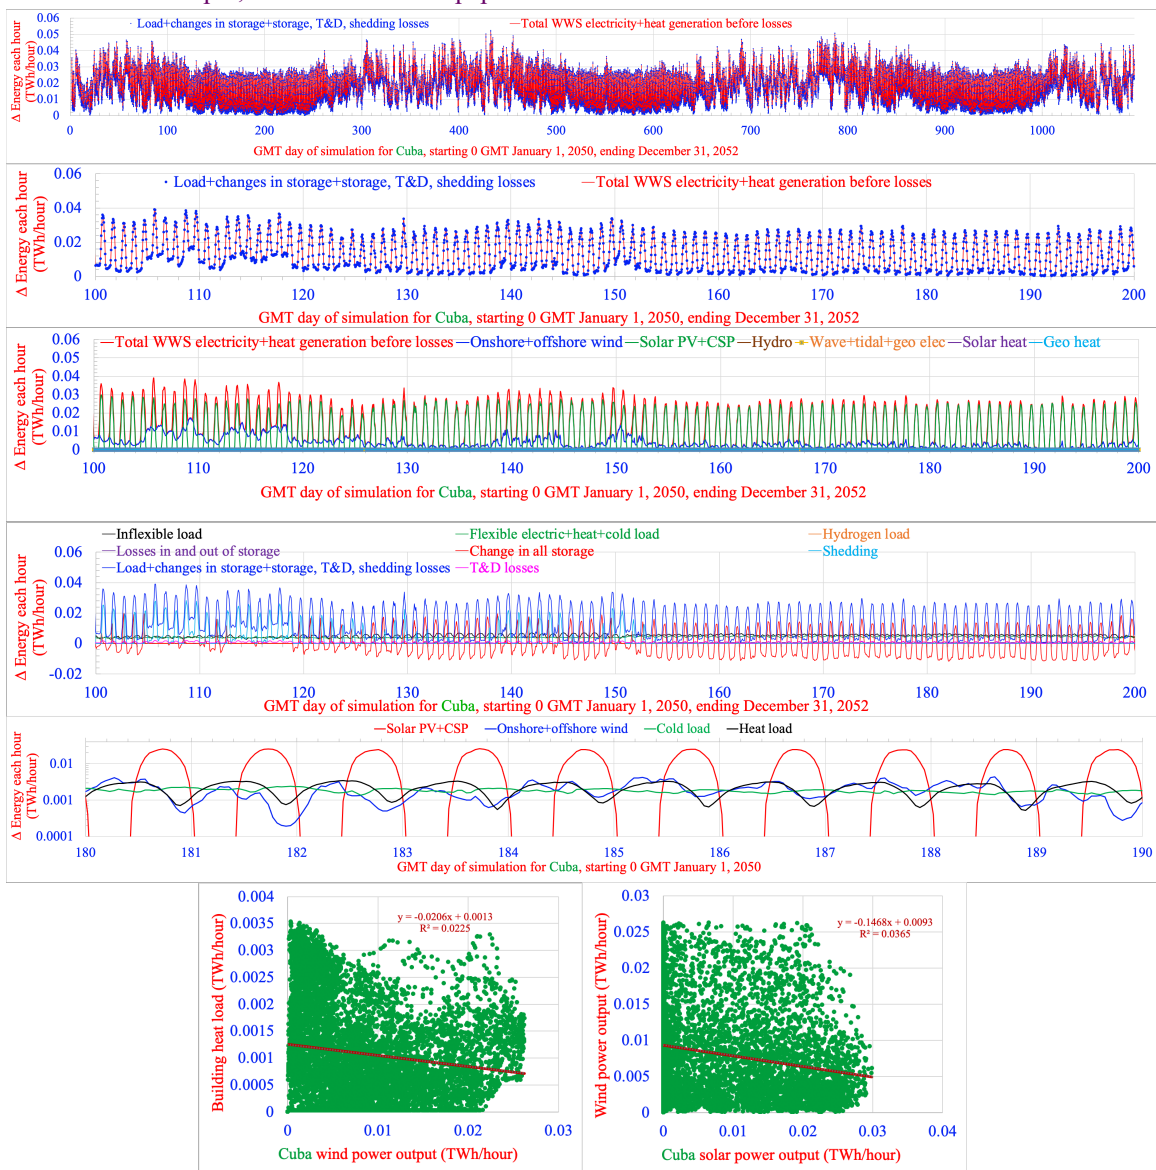 Load+changes in storage+storage, T&D, shedding losses
Total WWS electricity+heat generation before losses
Δ Energy each hour
(TWh/hour)
0.06
0.05
0.04
0.03
0.02
0.01
0
0 100 200 300 400 500 600 700 800 900 1000
GMT day of simulation for Cuba, starting 0 GMT January 1, 2050, ending December 31, 2052
Load+changes in storage+storage, T&D, shedding losses
Total WWS electricity+heat generation before losses
Δ Energy each hour
(TWh/hour)
0.06
0.04
0.02
0
100 110 120 130 140 150 160 170 180 190 200
GMT day of simulation for Cuba, starting 0 GMT January 1, 2050, ending December 31, 2052
Total WWS electricity+heat generation before losses Onshore+offshore wind Solar PV+CSP Hydro Wave+tidal+geo elec Solar heat Geo heat
Δ Energy each hour
(TWh/hour)
0.06
0.05
0.04
0.03
0.02
0.01
0
100 110 120 130 140 150 160 170 180 190 200
GMT day of simulation for Cuba, starting 0 GMT January 1, 2050, ending December 31, 2052
Inflexible load Flexible electric+heat+cold load Hydrogen load
Losses in and out of storage Change in all storage Shedding
Load+changes in storage+storage, T&D, shedding losses T&D losses
Δ Energy each hour
(TWh/hour)
0.06
0.04
0.02
0
-0.02
100 110 120 130 140 150 160 170 180 190 200
GMT day of simulation for Cuba, starting 0 GMT January 1, 2050, ending December 31, 2052
Solar PV+CSP Onshore+offshore wind Cold load Heat load
Δ Energy each hour
(TWh/hour)
0.01
0.001
0.0001
180 181 182 183 184 185 186 187 188 189 190
GMT day of simulation for Cuba, starting 0 GMT January 1, 2050
Building heat load (TWh/hour)
0.004
0.0035
0.003
0.0025
0.002
0.0015
0.001
0.0005
0
y = -0.0206x + 0.0013
R² = 0.0225
0 0.01 0.02 0.03
Cuba wind power output (TWh/hour)
Wind power output (TWh/hour)
0.03
0.025
0.02
0.015
0.01
0.005
0
y = -0.1468x + 0.0093
R² = 0.0365
0 0.01 0.02 0.03 0.04
Cuba solar power output (TWh/hour)